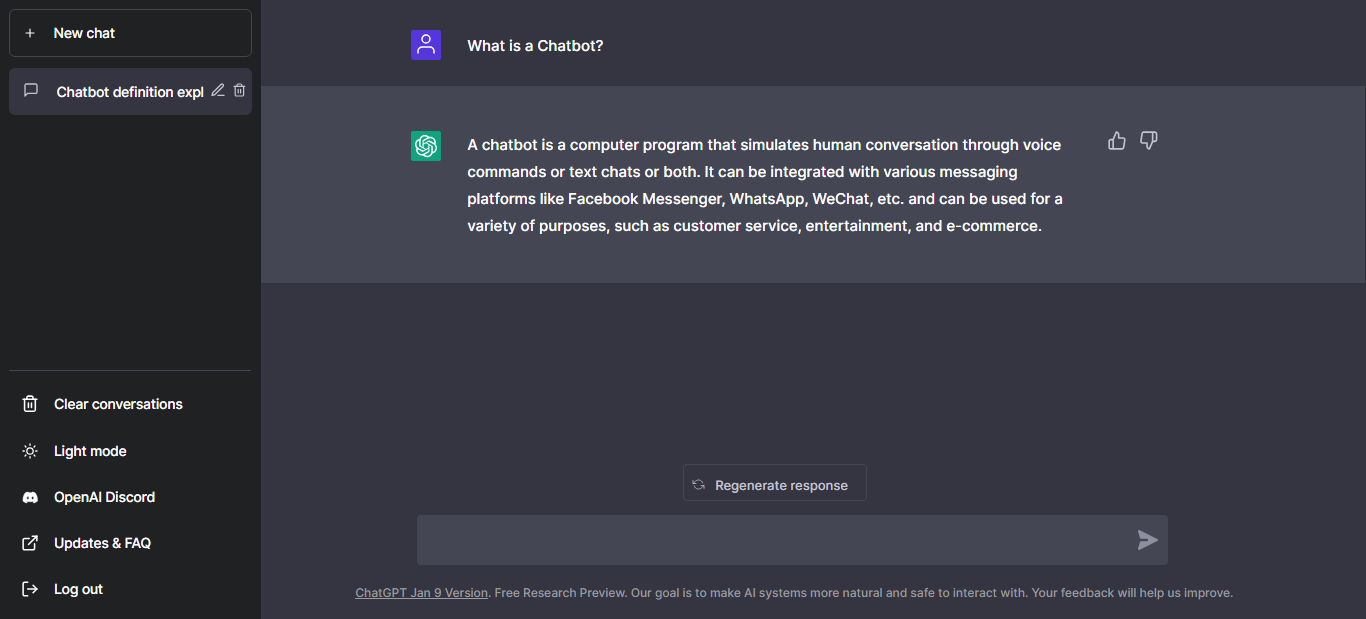 New chat
Chatbot definition expl
Clear conversations
Light mode
OpenAI Discord
Updates & FAQ
Log out
What is a Chatbot?
A chatbot is a computer program that simulates human conversation through voice
commands or text chats or both. It can be integrated with various messaging
platforms like Facebook Messenger, WhatsApp, WeChat, etc. and can be used for a
variety of purposes, such as customer service, entertainment, and e-commerce.
Regenerate response
ChatGPT Jan 9 Version. Free Research Preview. Our goal is to make AI systems more natural and safe to interact with. Your feedback will help us improve.